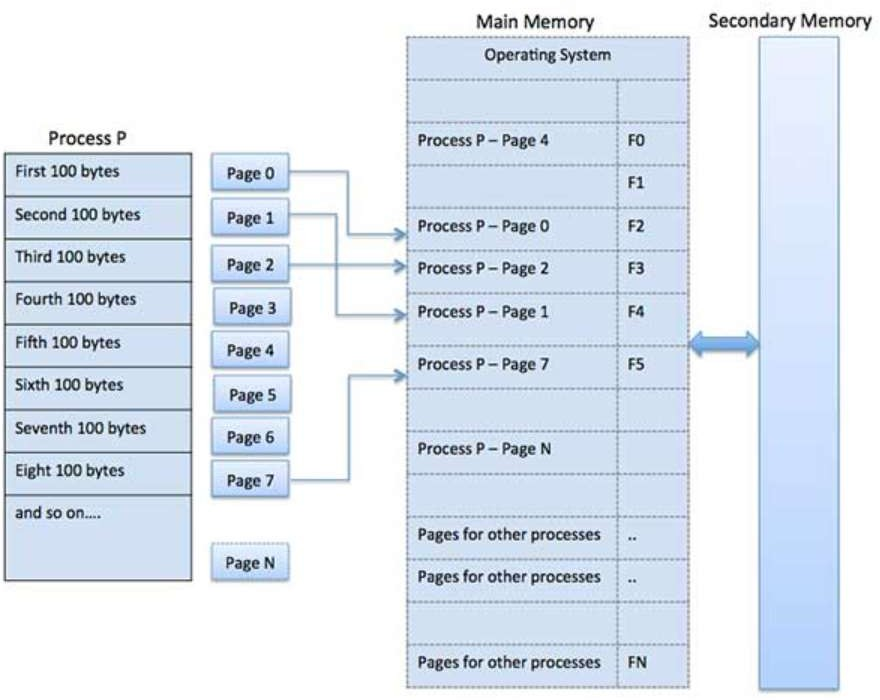 Main Memory
Secondary Memory
Operating System
Process P
First 100 bytes
Second 100 bytes
Third 100 bytes
Fourth 100 bytes
Fifth 100 bytes
Sixth 100 bytes
Seventh 100 bytes
Eight 100 bytes
and so on....
Page 0
Page 1
Page 2
Page 3
Page 4
Page 5
Page 6
Page 7
Page N
Process P – Page 4 F0
F1
Process P – Page 0 F2
Process P – Page 2 F3
Process P – Page 1 F4
Process P – Page 7 F5
Process P – Page N
Pages for other processes ..
Pages for other processes ..
Pages for other processes FN